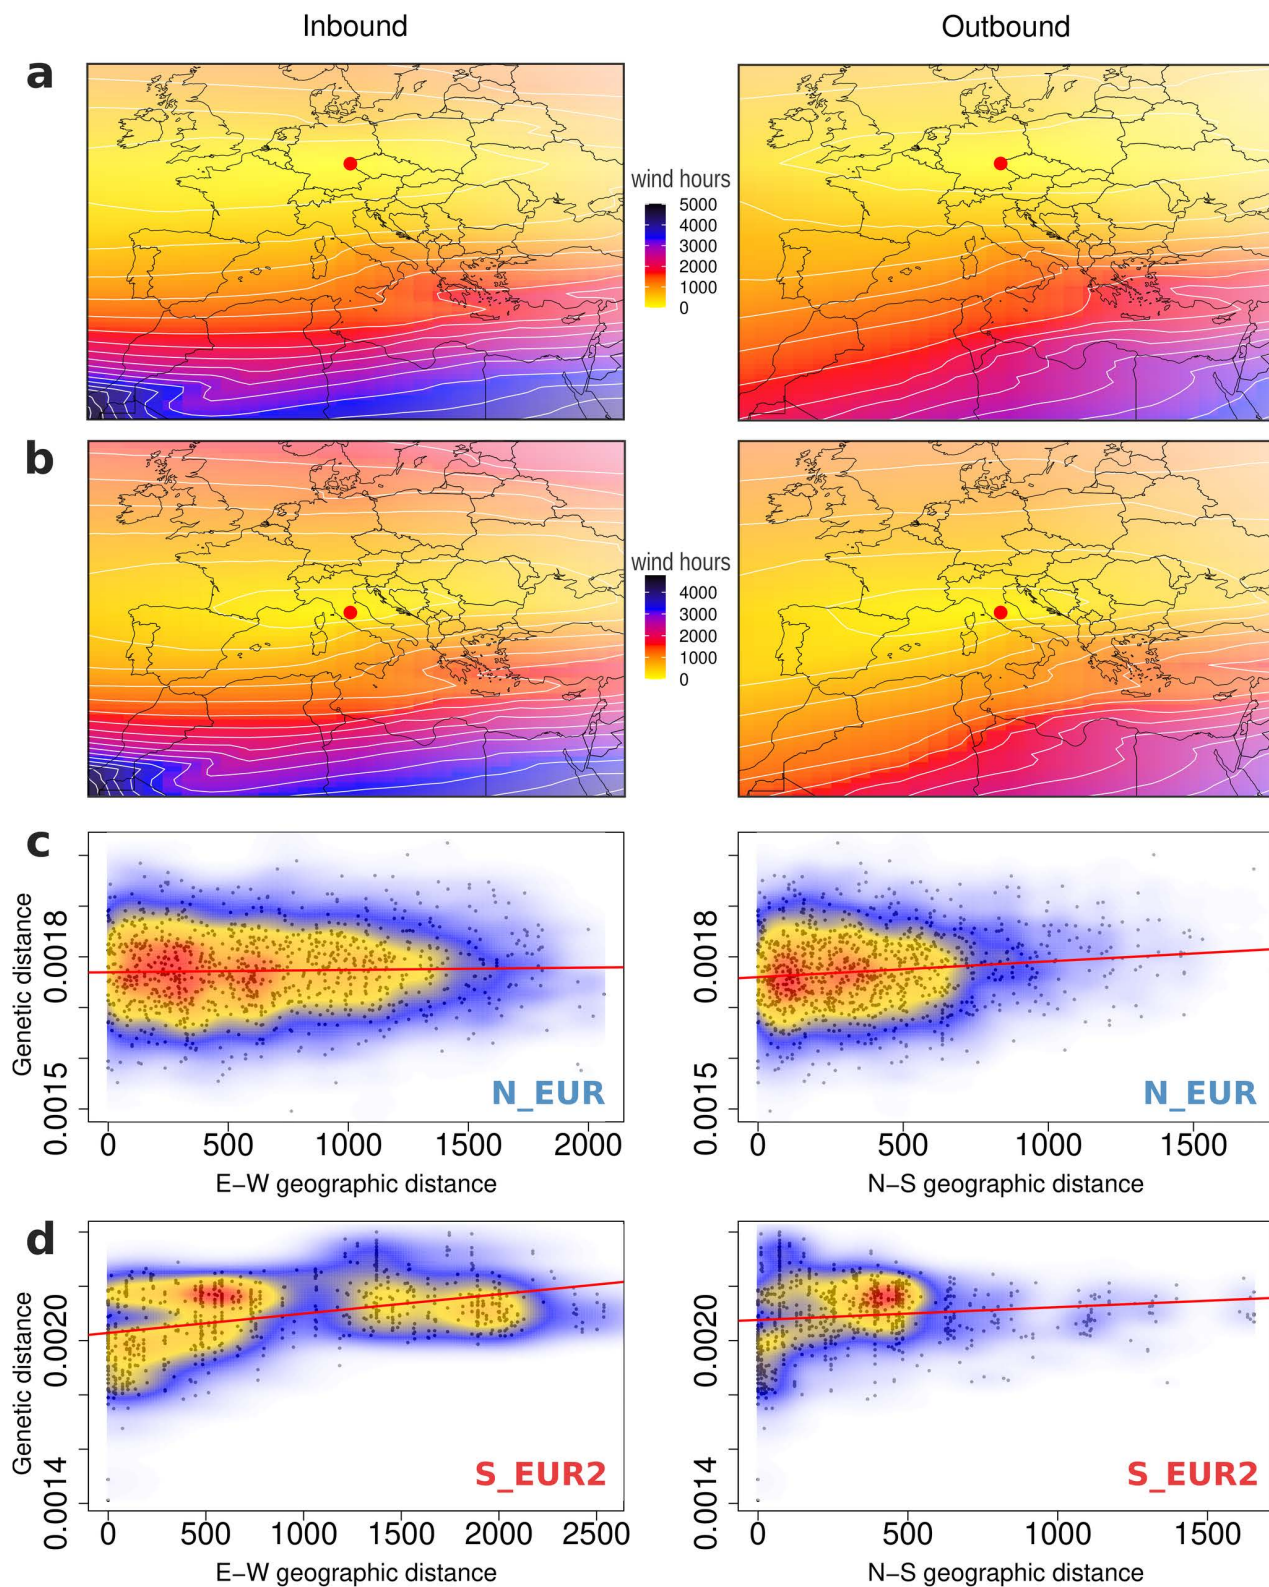 Inbound
Outbound
a
wind hours
5000
4000
3000
2000
1000
0
b
wind hours
4000
3000
2000
1000
0
c
Genetic distance
0.0018
0.0015
N_EUR
0 500 1000 1500 2000
E−W geographic distance
0.0018
0.0015
N_EUR
0 500 1000 1500
N−S geographic distance
d
Genetic distance
0.0020
0.0014
S_EUR2
0 500 1000 1500 2000 2500
E−W geographic distance
0.0020
0.0014
S_EUR2
0 500 1000 1500
N−S geographic distance